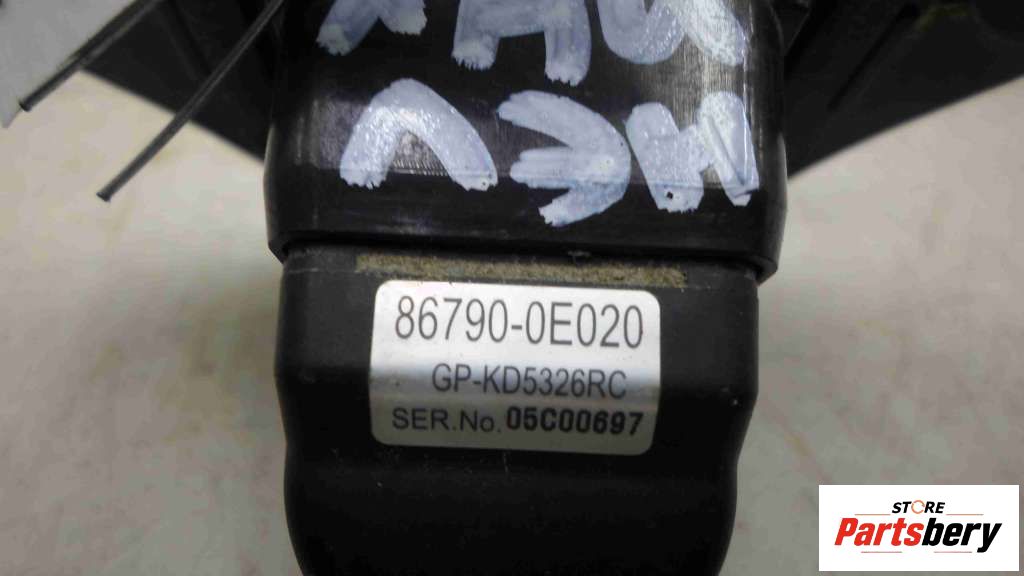 86790-0E020
GP-KD5326RC
SER.No. 05C00697
STORE
Partsbery